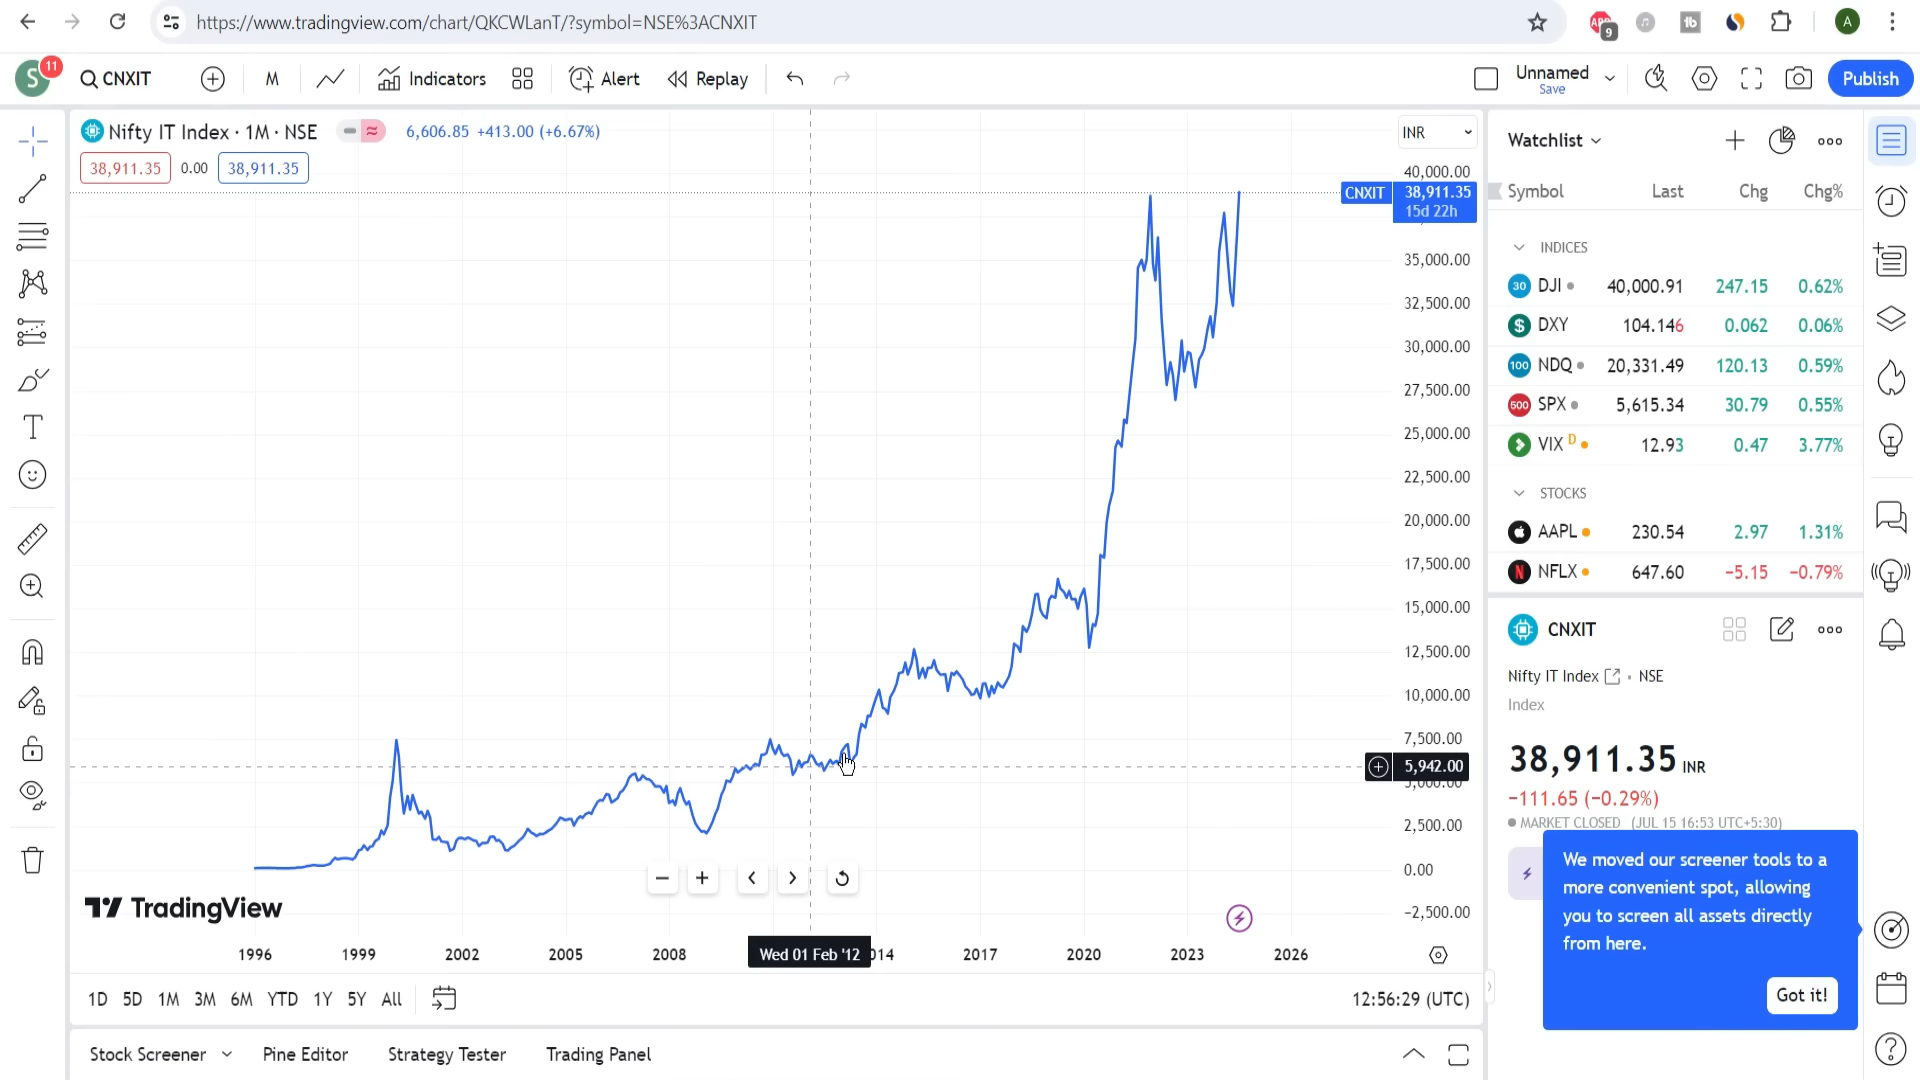 https://www.tradingview.com/chart/QKCWLanT/?symbol=NSE%3ACNXIT
9
A
S
11
CNXIT
M
Indicators
Alert
Replay
Unnamed
Save
Publish
Nifty IT Index · 1M · NSE
6,606.85 +413.00 (+6.67%)
38,911.35
0.00
38,911.35
INR
40,000.00
CNXIT
38,911.35
15d 22h
35,000.00
32,500.00
30,000.00
27,500.00
25,000.00
22,500.00
20,000.00
17,500.00
15,000.00
12,500.00
10,000.00
7,500.00
5,942.00
5,000.00
2,500.00
0.00
−2,500.00
TradingView
1996
1999
2002
2005
2008
Wed 01 Feb '12
014
2017
2020
2023
2026
1D
5D
1M
3M
6M
YTD
1Y
5Y
All
12:56:29 (UTC)
Stock Screener
Pine Editor
Strategy Tester
Trading Panel
Watchlist
Symbol Last Chg Chg%
INDICES
30 DJI 40,000.91 247.15 0.62%
$ DXY 104.146 0.062 0.06%
100 NDQ 20,331.49 120.13 0.59%
500 SPX 5,615.34 30.79 0.55%
VIX D 12.93 0.47 3.77%
STOCKS
AAPL 230.54 2.97 1.31%
N NFLX 647.60 −5.15 −0.79%
CNXIT
Nifty IT Index • NSE
Index
38,911.35 INR
−111.65 (−0.29%)
MARKET CLOSED (JUL 15 16:53 UTC+5:30)
We moved our screener tools to a
more convenient spot, allowing
you to screen all assets directly
from here.
Got it!